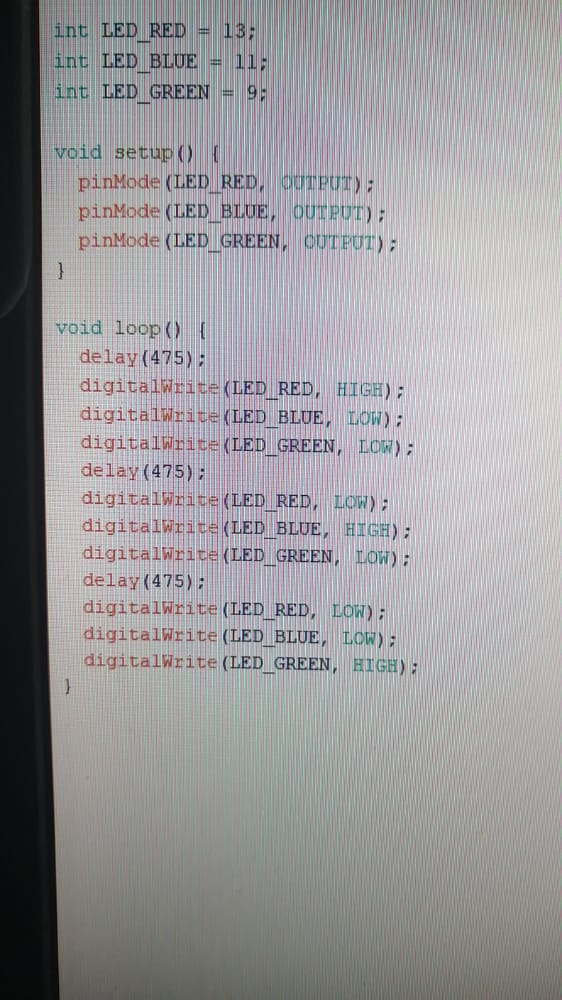 int LED_RED = 13;
int LED_BLUE = 11;
int LED_GREEN = 9;

void setup() {
  pinMode(LED_RED, OUTPUT);
  pinMode(LED_BLUE, OUTPUT);
  pinMode(LED_GREEN, OUTPUT);
}

void loop() {
  delay(475);
  digitalWrite(LED_RED, HIGH);
  digitalWrite(LED_BLUE, LOW);
  digitalWrite(LED_GREEN, LOW);
  delay(475);
  digitalWrite(LED_RED, LOW);
  digitalWrite(LED_BLUE, HIGH);
  digitalWrite(LED_GREEN, LOW);
  delay(475);
  digitalWrite(LED_RED, LOW);
  digitalWrite(LED_BLUE, LOW);
  digitalWrite(LED_GREEN, HIGH);
}